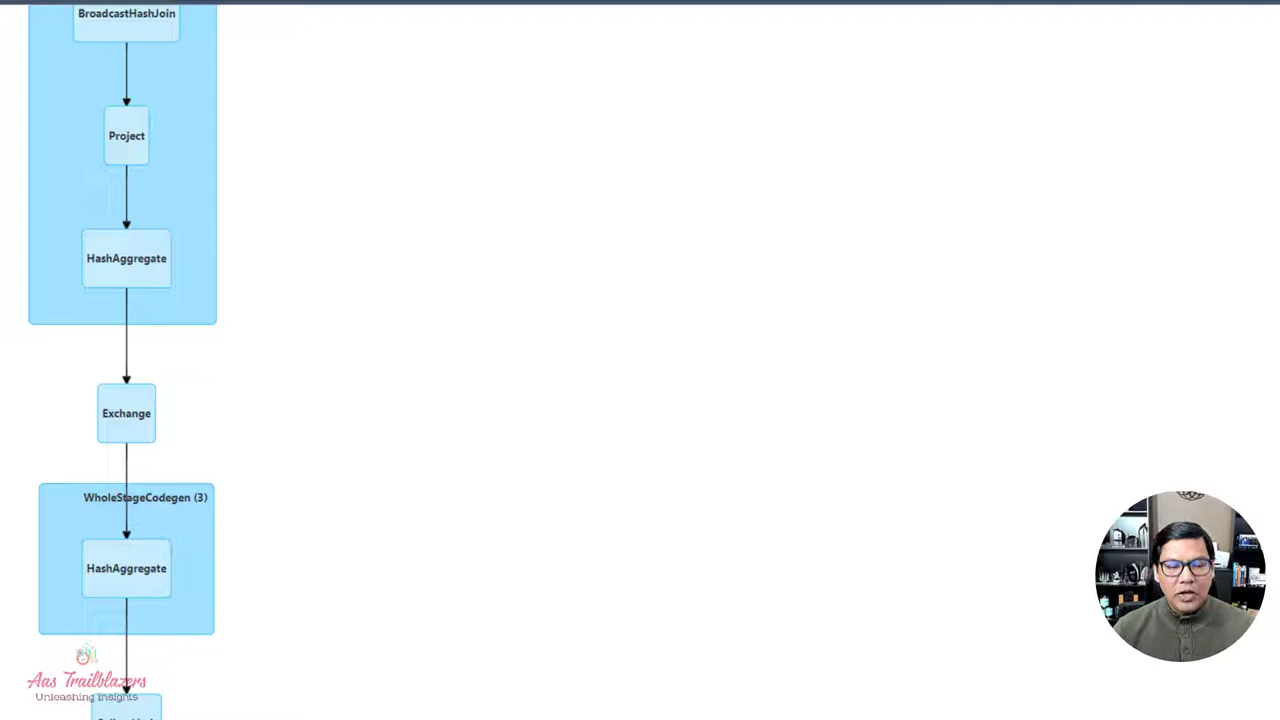 BroadcastHashJoin
Project
HashAggregate
Exchange
WholeStageCodegen (3)
HashAggregate
Aas Trailblazers
Unleashing Insights